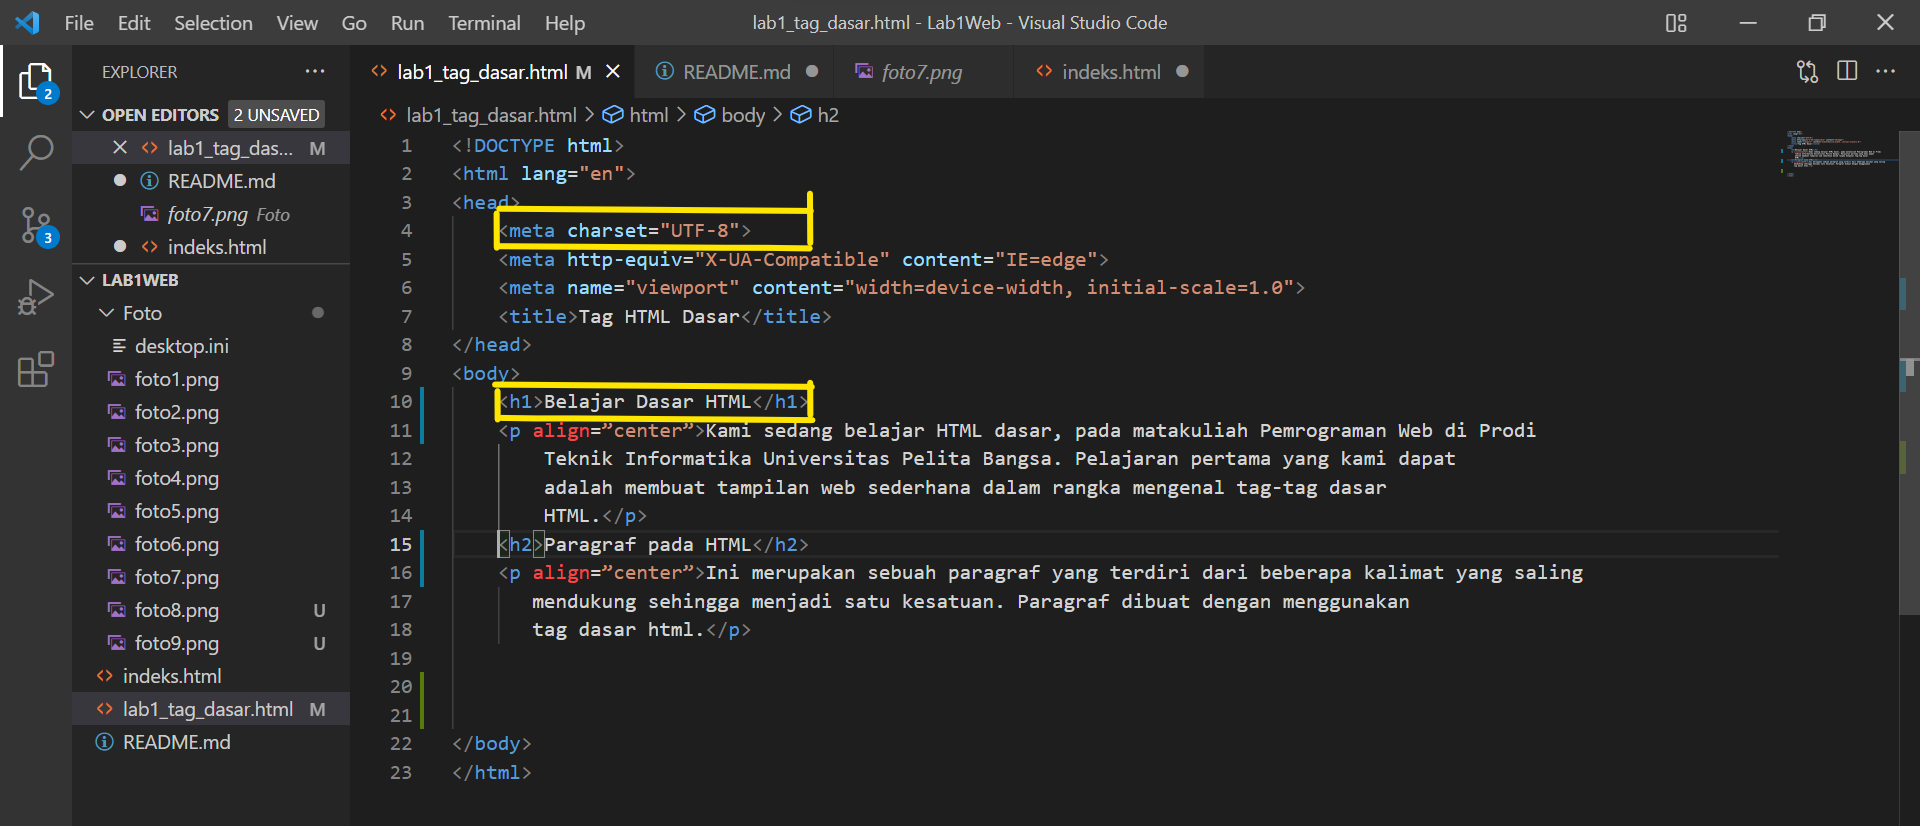 File Edit Selection View Go Run Terminal Help
lab1_tag_dasar.html - Lab1Web - Visual Studio Code
2
3
EXPLORER
OPEN EDITORS 2 UNSAVED
lab1_tag_das... M
README.md
foto7.png Foto
indeks.html
LAB1WEB
Foto
desktop.ini
foto1.png
foto2.png
foto3.png
foto4.png
foto5.png
foto6.png
foto7.png
foto8.png U
foto9.png U
indeks.html
lab1_tag_dasar.html M
README.md
lab1_tag_dasar.html M README.md foto7.png indeks.html
lab1_tag_dasar.html > html > body > h2
1 <!DOCTYPE html>
2 <html lang="en">
3 <head>
4 <meta charset="UTF-8">
5 <meta http-equiv="X-UA-Compatible" content="IE=edge">
6 <meta name="viewport" content="width=device-width, initial-scale=1.0">
7 <title>Tag HTML Dasar</title>
8 </head>
9 <body>
10 <h1>Belajar Dasar HTML</h1>
11 <p align=”center”>Kami sedang belajar HTML dasar, pada matakuliah Pemrograman Web di Prodi
12 Teknik Informatika Universitas Pelita Bangsa. Pelajaran pertama yang kami dapat
13 adalah membuat tampilan web sederhana dalam rangka mengenal tag-tag dasar
14 HTML.</p>
15 <h2>Paragraf pada HTML</h2>
16 <p align=”center”>Ini merupakan sebuah paragraf yang terdiri dari beberapa kalimat yang saling
17 mendukung sehingga menjadi satu kesatuan. Paragraf dibuat dengan menggunakan
18 tag dasar html.</p>
19
20
21
22 </body>
23 </html>